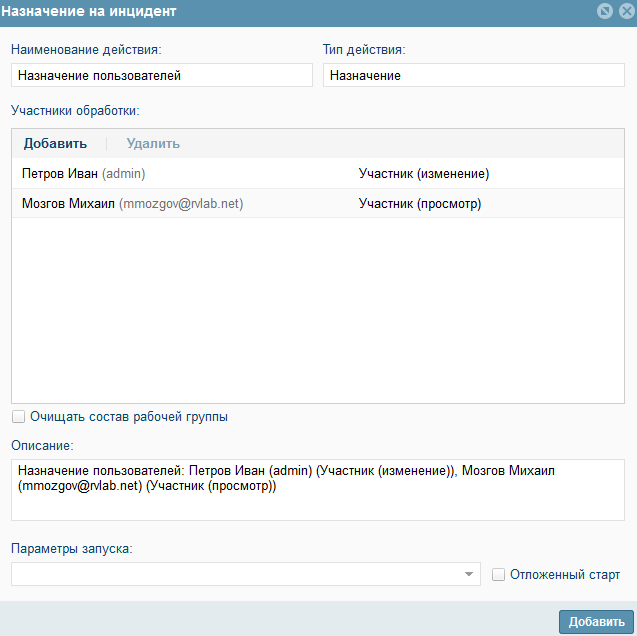 Назначение на инцидент
Наименование действия: Тип действия:
Назначение пользователей Назначение
Участники обработки:
Добавить Удалить
Петров Иван (admin) Участник (изменение)
Мозгов Михаил (mmozgov@rvlab.net) Участник (просмотр)
Очищать состав рабочей группы
Описание:
Назначение пользователей: Петров Иван (admin) (Участник (изменение)), Мозгов Михаил
(mmozgov@rvlab.net) (Участник (просмотр))
Параметры запуска:
Отложенный старт
Добавить